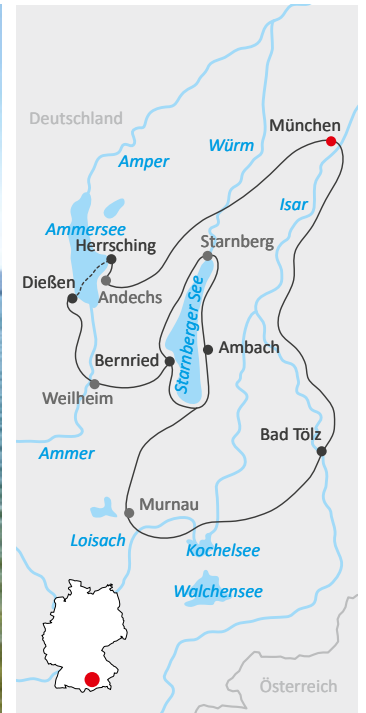 Deutschland
München
Würm
Amper
Isar
Ammersee
Herrsching
Starnberg
Dießen
Andechs
Starnberger See
Ambach
Bernried
Weilheim
Bad Tölz
Ammer
Murnau
Loisach
Kochelsee
Walchensee
Österreich